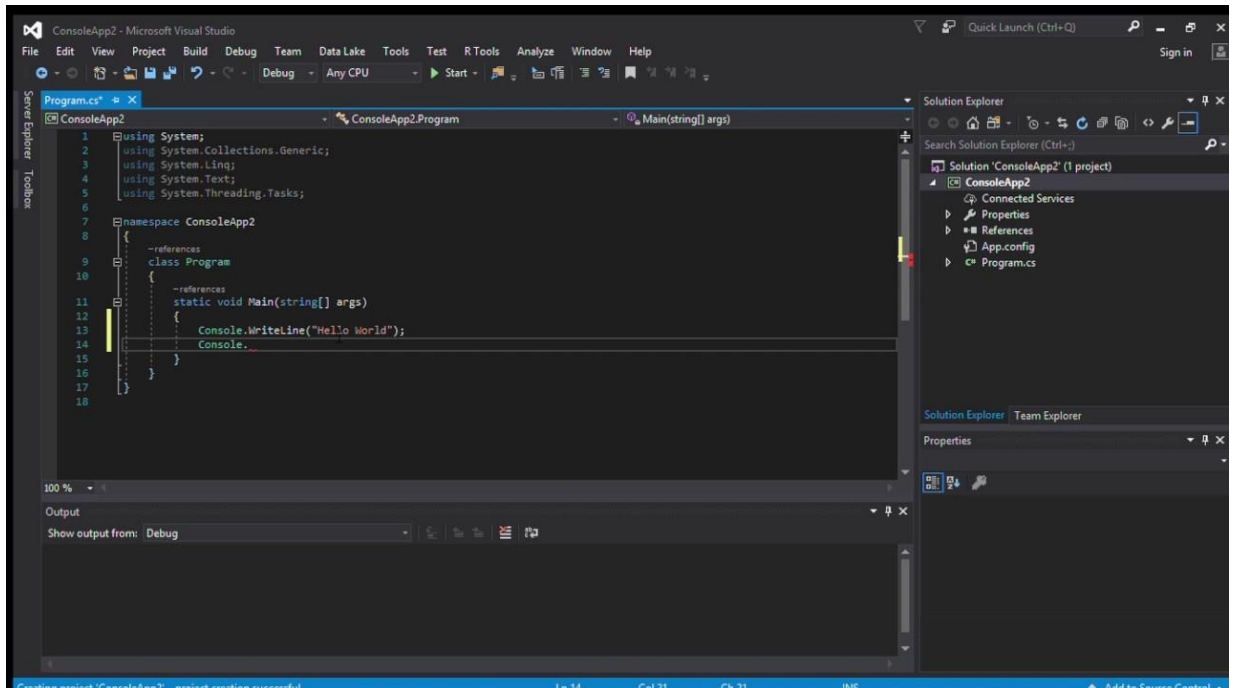 ConsoleApp2 - Microsoft Visual Studio
Quick Launch (Ctrl+Q)
File Edit View Project Build Debug Team Data Lake Tools Test R Tools Analyze Window Help
Sign in
Debug Any CPU Start
Server Explorer
Toolbox
Program.cs*
ConsoleApp2 ConsoleApp2.Program Main(string[] args)
1 using System;
2 using System.Collections.Generic;
3 using System.Linq;
4 using System.Text;
5 using System.Threading.Tasks;
6
7 namespace ConsoleApp2
8 {
-references
9 class Program
10 {
-references
11 static void Main(string[] args)
12 {
13 Console.WriteLine("Hello World");
14 Console.
15 }
16 }
17 }
18
100 %
Output
Show output from: Debug
Solution Explorer
Search Solution Explorer (Ctrl+;)
Solution 'ConsoleApp2' (1 project)
C# ConsoleApp2
Connected Services
Properties
References
App.config
C# Program.cs
Solution Explorer Team Explorer
Properties
Creating project 'ConsoleApp2'... project creation successful Ln 14 Col 21 Ch 21 INS Add to Source Control